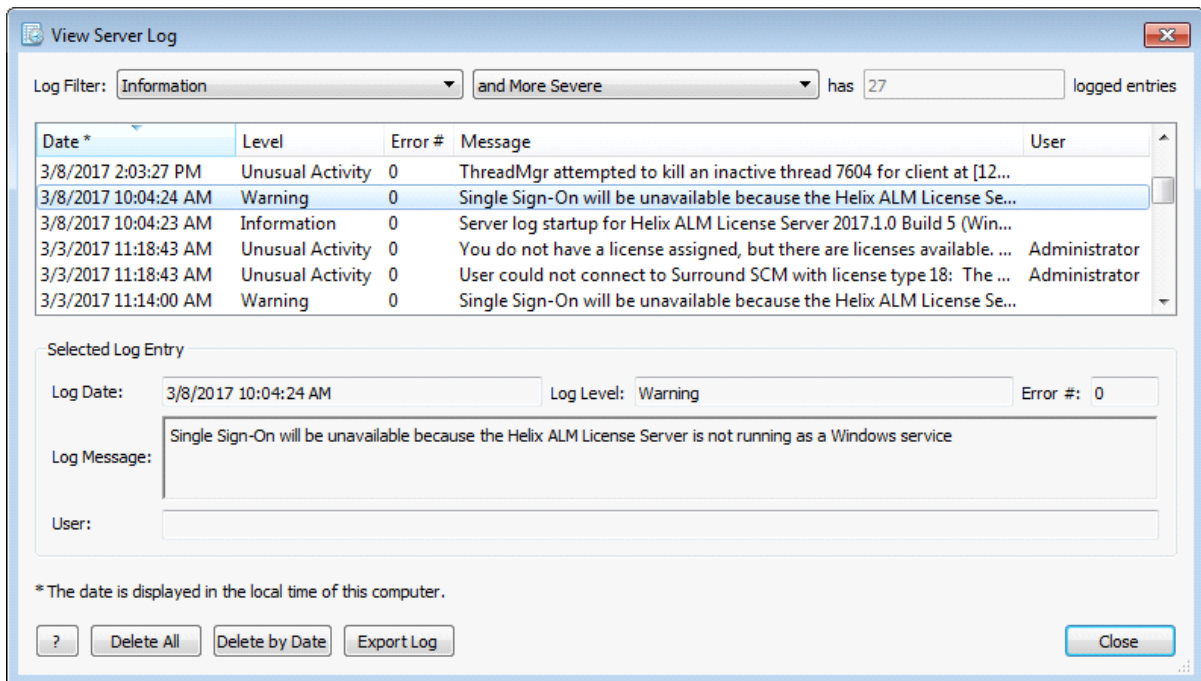 View Server Log
Log Filter: Information and More Severe has 27 logged entries
Date * Level Error # Message User
3/8/2017 2:03:27 PM Unusual Activity 0 ThreadMgr attempted to kill an inactive thread 7604 for client at [12...
3/8/2017 10:04:24 AM Warning 0 Single Sign-On will be unavailable because the Helix ALM License Se...
3/8/2017 10:04:23 AM Information 0 Server log startup for Helix ALM License Server 2017.1.0 Build 5 (Win...
3/3/2017 11:18:43 AM Unusual Activity 0 You do not have a license assigned, but there are licenses available. ... Administrator
3/3/2017 11:18:43 AM Unusual Activity 0 User could not connect to Surround SCM with license type 18: The ... Administrator
3/3/2017 11:14:00 AM Warning 0 Single Sign-On will be unavailable because the Helix ALM License Se...
Selected Log Entry
Log Date: 3/8/2017 10:04:24 AM Log Level: Warning Error #: 0
Log Message: Single Sign-On will be unavailable because the Helix ALM License Server is not running as a Windows service
User:
* The date is displayed in the local time of this computer.
? Delete All Delete by Date Export Log Close